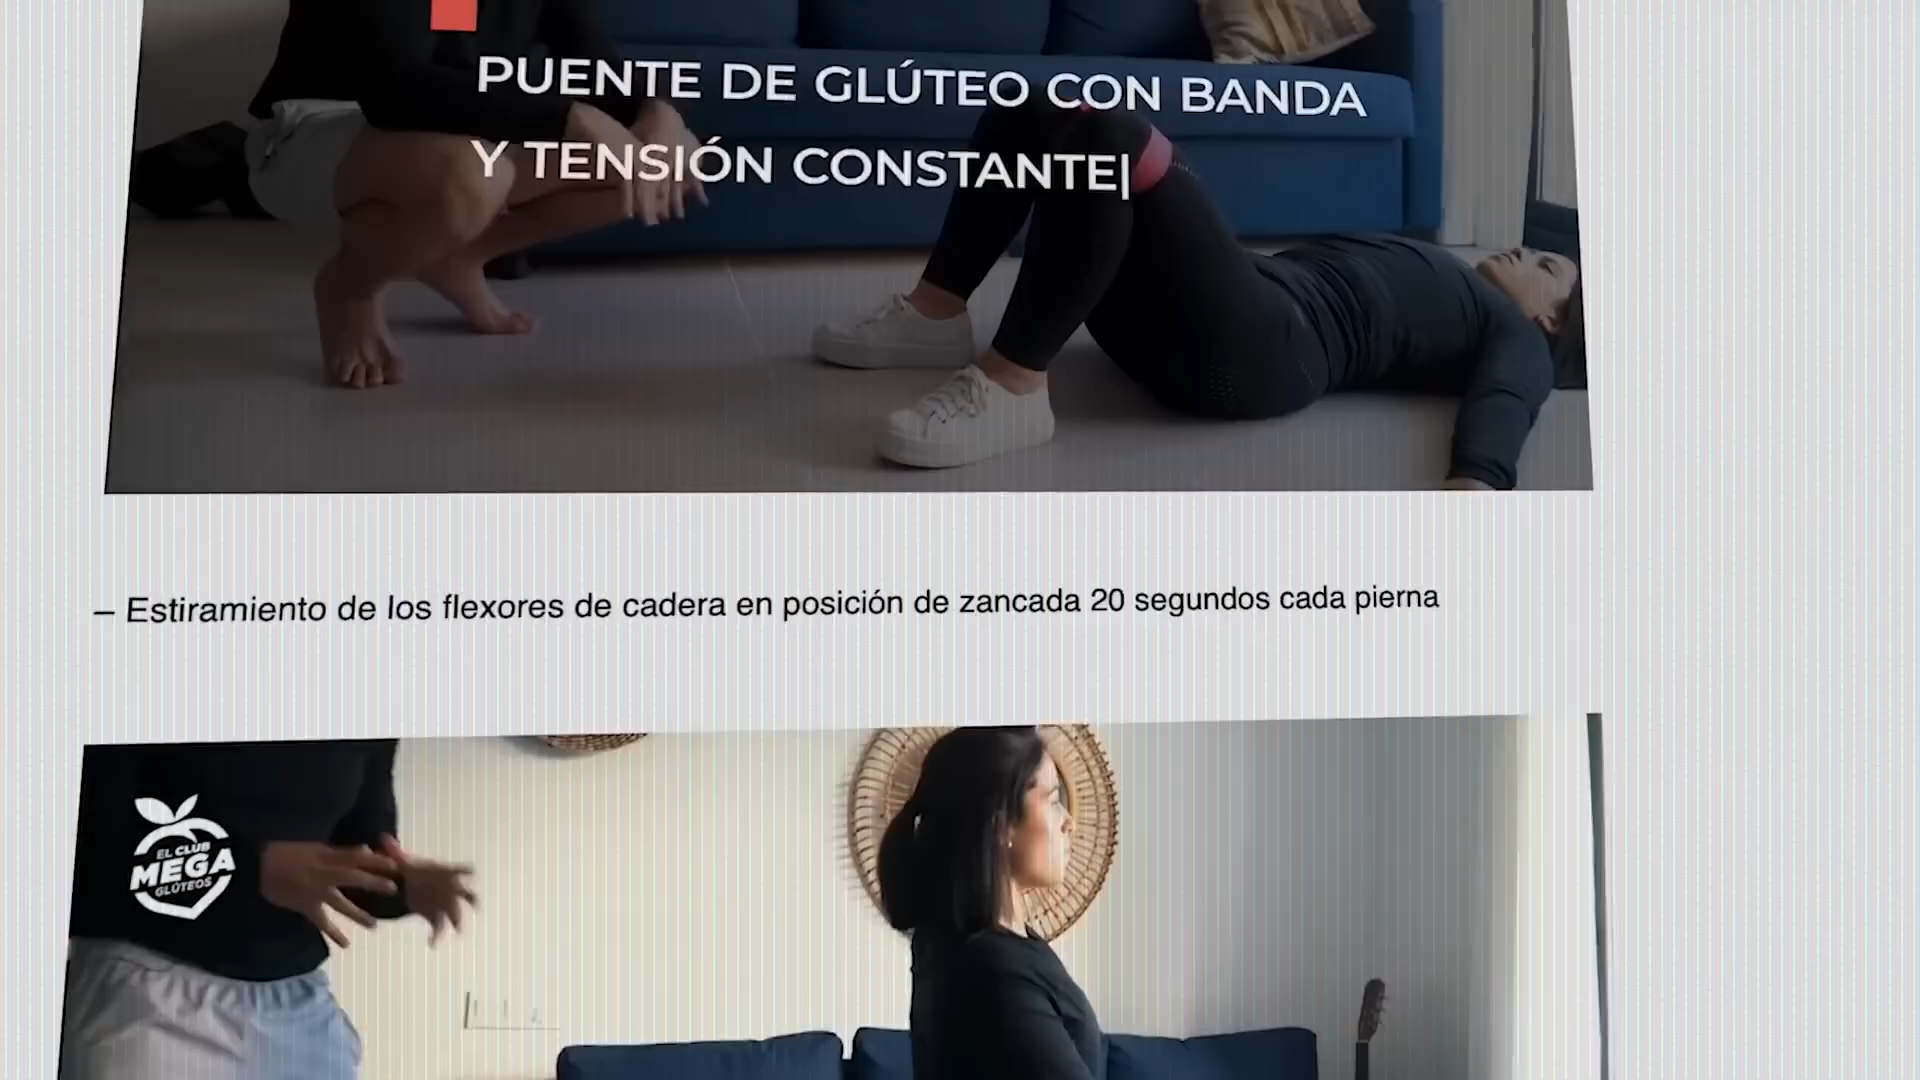 PUENTE DE GLÚTEO CON BANDA
Y TENSIÓN CONSTANTE|
– Estiramiento de los flexores de cadera en posición de zancada 20 segundos cada pierna
EL CLUB
MEGA
GLÚTEOS